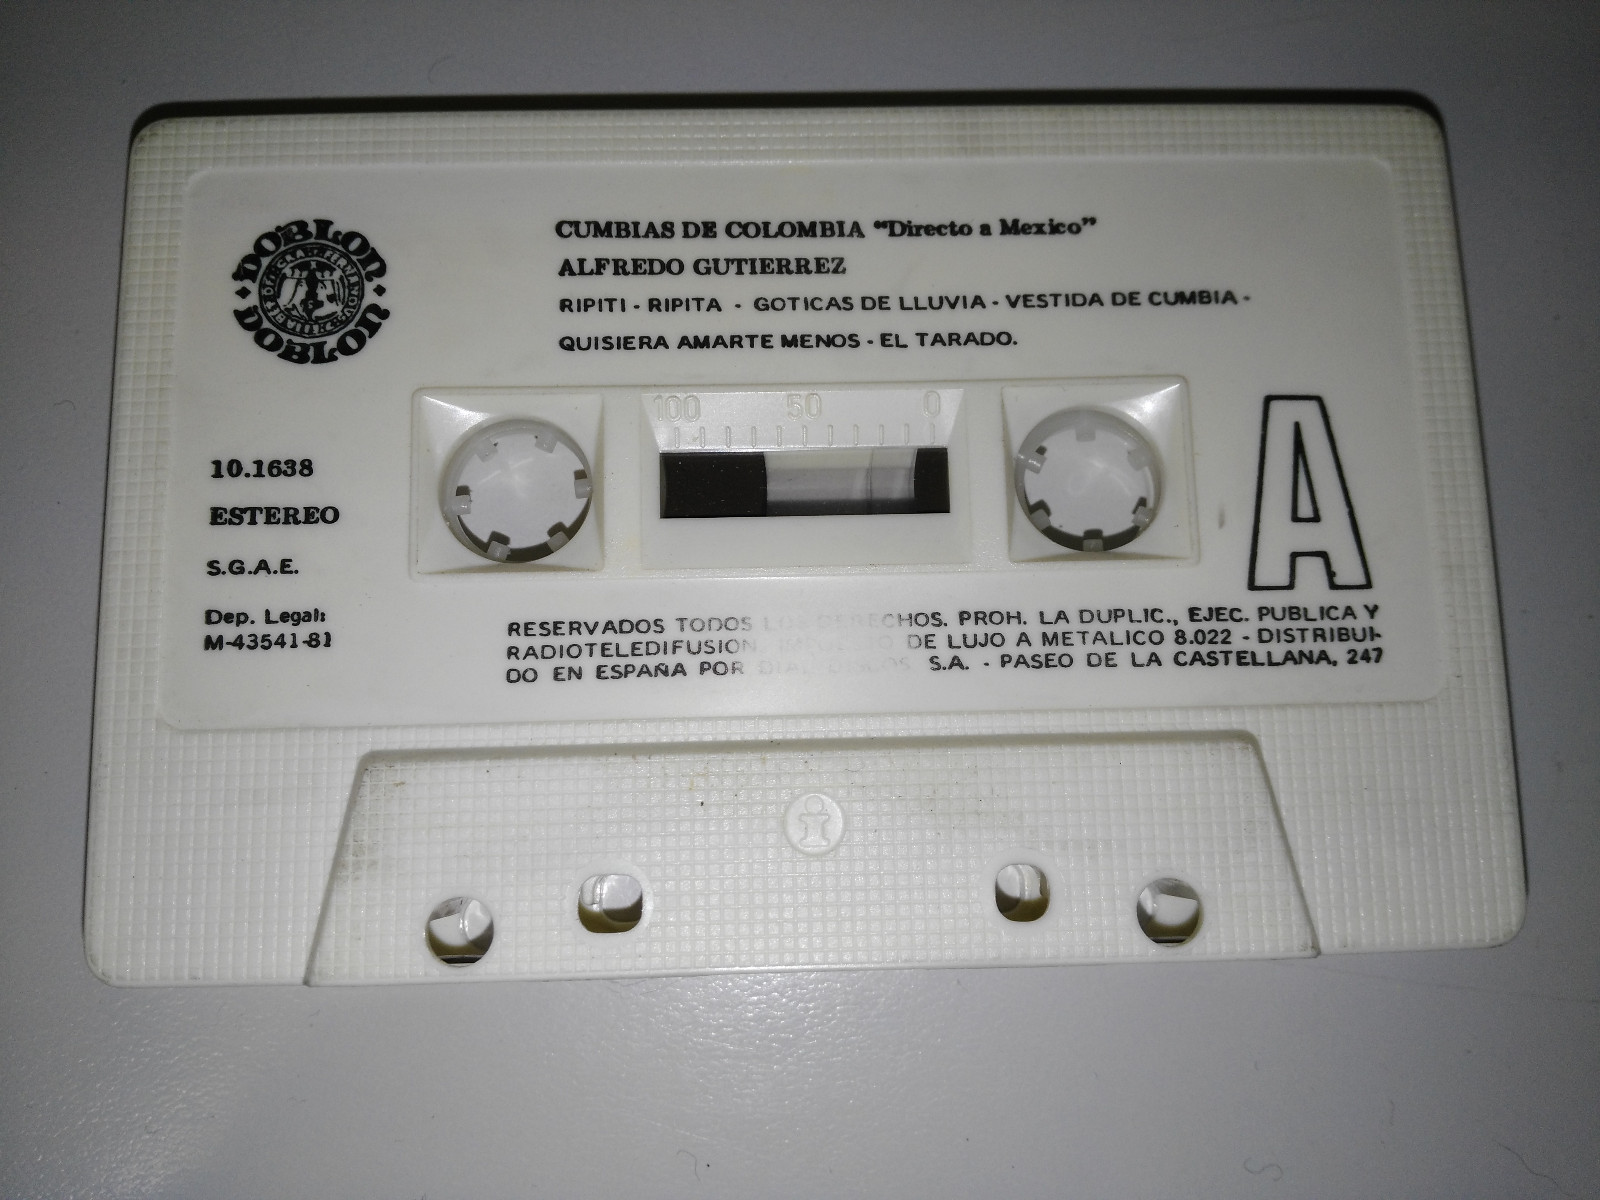 DOBLON
DOBLON
CUMBIAS DE COLOMBIA “Directo a Mexico”
ALFREDO GUTIERREZ
RIPITI - RIPITA - GOTICAS DE LLUVIA - VESTIDA DE CUMBIA -
QUISIERA AMARTE MENOS - EL TARADO.
100 50 0
10.1638
ESTEREO
S.G.A.E.
Dep. Legal:
M-43541-81
A
RESERVADOS TODOS LOS DERECHOS. PROH. LA DUPLIC., EJEC. PUBLICA Y
RADIOTELEDIFUSION. IMPUESTO DE LUJO A METALICO 8.022 - DISTRIBUI-
DO EN ESPAÑA POR DIAL DISCOS S.A. - PASEO DE LA CASTELLANA, 247
i